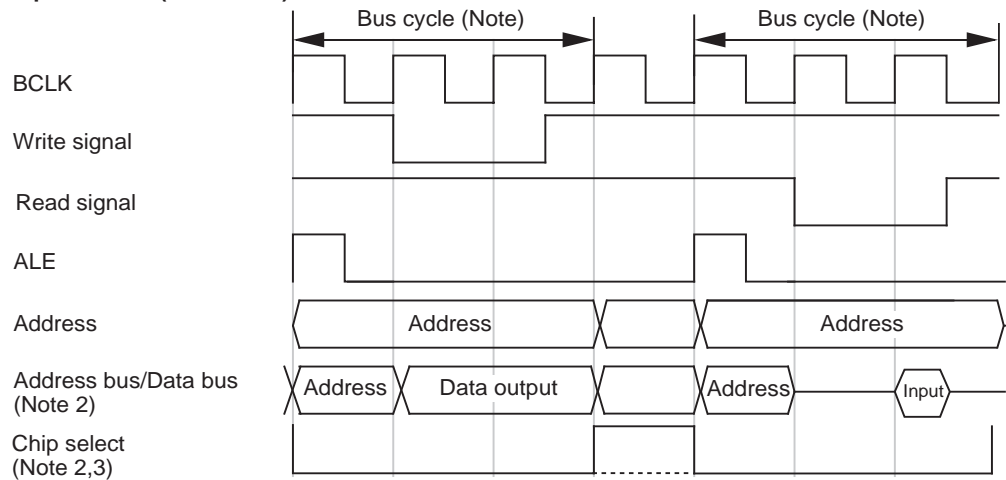 Bus cycle (Note)
Bus cycle (Note)
BCLK
Write signal
Read signal
ALE
Address
Address
Address
Address bus/Data bus
(Note 2)
Address
Data output
Address
Input
Chip select
(Note 2,3)